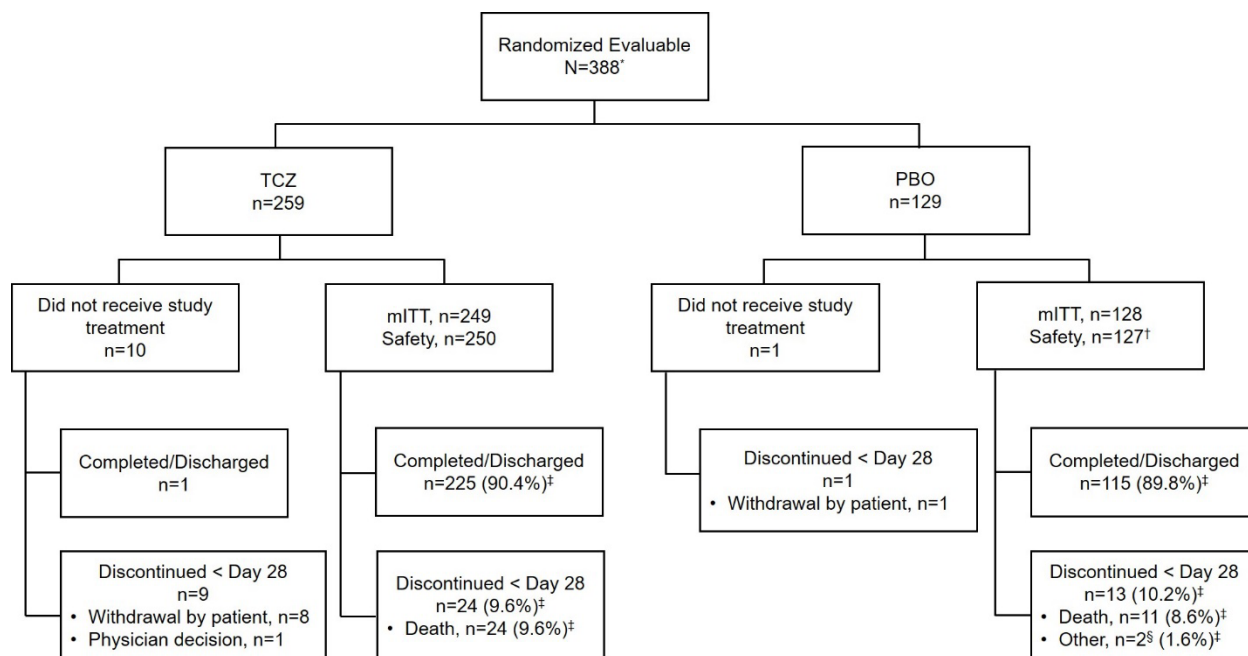 Randomized Evaluable
N=388*
TCZ
n=259
PBO
n=129
Did not receive study
treatment
n=10
mITT, n=249
Safety, n=250
Did not receive study
treatment
n=1
mITT, n=128
Safety, n=127†
Completed/Discharged
n=1
Completed/Discharged
n=225 (90.4%)‡
Discontinued < Day 28
n=1
• Withdrawal by patient, n=1
Completed/Discharged
n=115 (89.8%)‡
Discontinued < Day 28
n=9
• Withdrawal by patient, n=8
• Physician decision, n=1
Discontinued < Day 28
n=24 (9.6%)‡
• Death, n=24 (9.6%)‡
Discontinued < Day 28
n=13 (10.2%)‡
• Death, n=11 (8.6%)‡
• Other, n=2§ (1.6%)‡